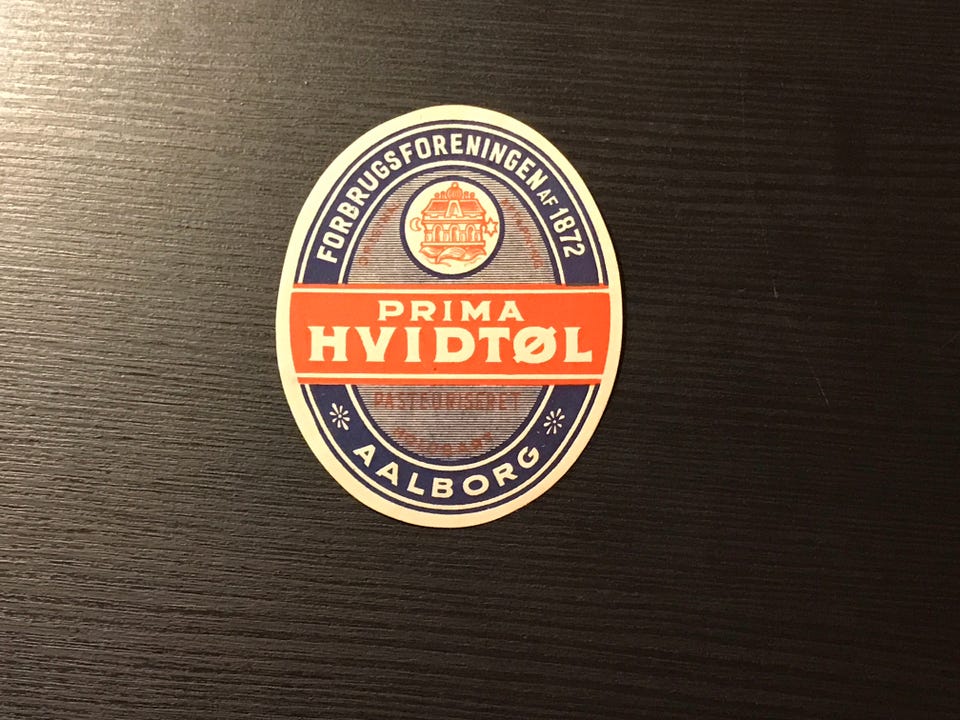 FORBRUGSFORENINGEN AF 1872
A
PRIMA
HVIDTØL
PASTEURISERET
AALBORG